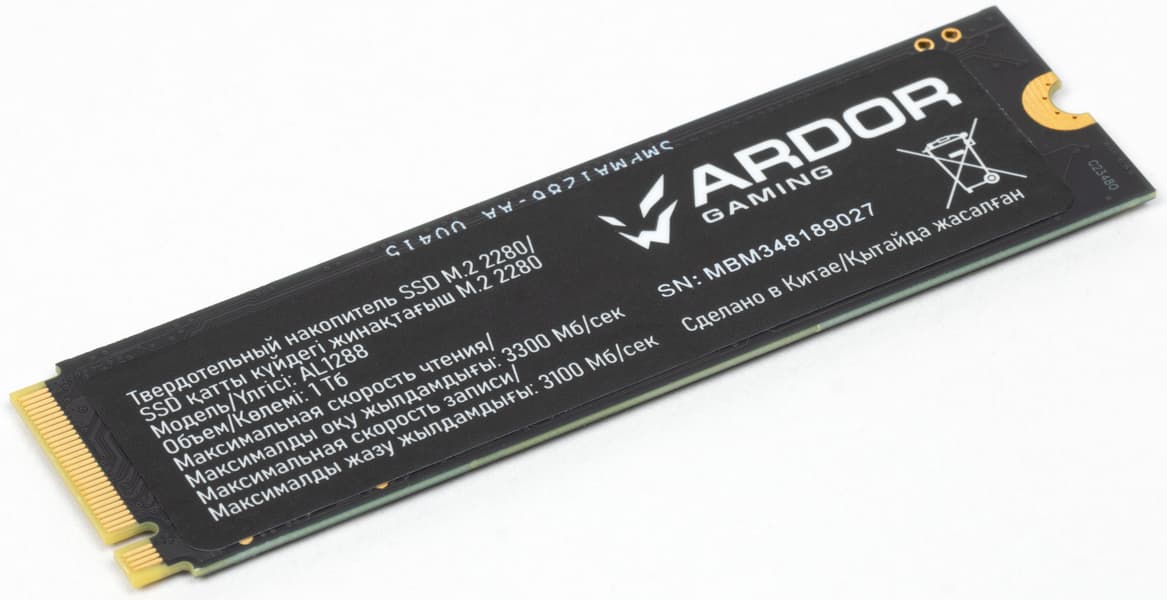 ARDOR
GAMING
SN: MBM348189027
Сделано в Китае/Қытайда жасалған
Твердотельный накопитель SSD M.2 2280/
SSD қатты күйдегі жинақтағыш M.2 2280
Модель/Үлгісі: AL1288
Объем/Көлемі: 1 Тб
Максимальная скорость чтения/
Максималды оқу жылдамдығы: 3300 Мб/сек
Максимальная скорость записи/
Максималды жазу жылдамдығы: 3100 Мб/сек
C23480